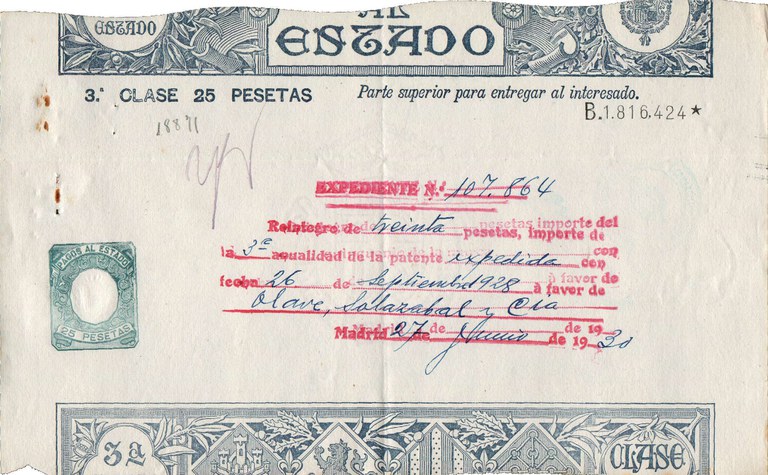 AL
ESTADO
ESTADO
3.ª CLASE 25 PESETAS
Parte superior para entregar al interesado.
B.1.816.424*
18871
EXPEDIENTE N.º 107.864
Reintegro de treinta pesetas, importe de
la 3ª anualidad de la patente expedida con
fecha 26 de Septiembre 1928 a favor de
Olave, Solazabal y Cia
Madrid 27 de Junio de 1930
PAGOS AL ESTADO
25 PESETAS
3ª
CLASE